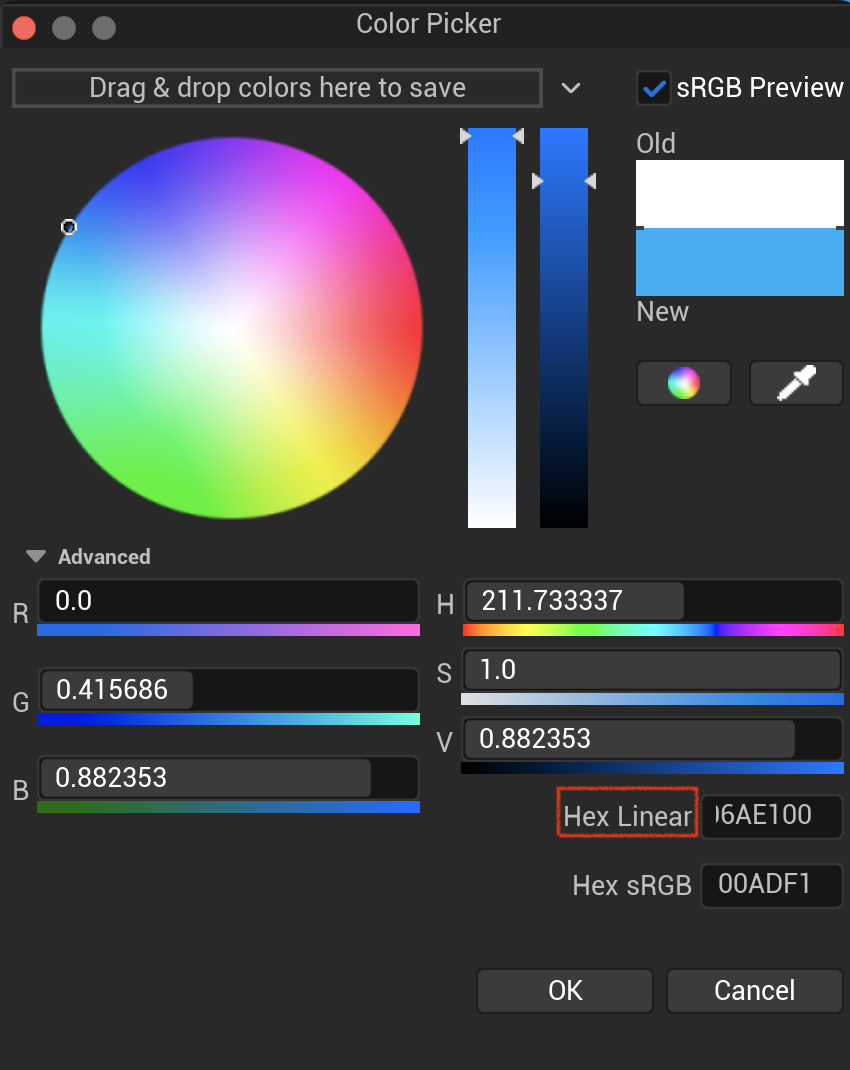 Color Picker
Drag & drop colors here to save
sRGB Preview
Old
New
Advanced
R 0.0
H 211.733337
S 1.0
G 0.415686
V 0.882353
B 0.882353
Hex Linear 6AE100
Hex sRGB 00ADF1
OK
Cancel